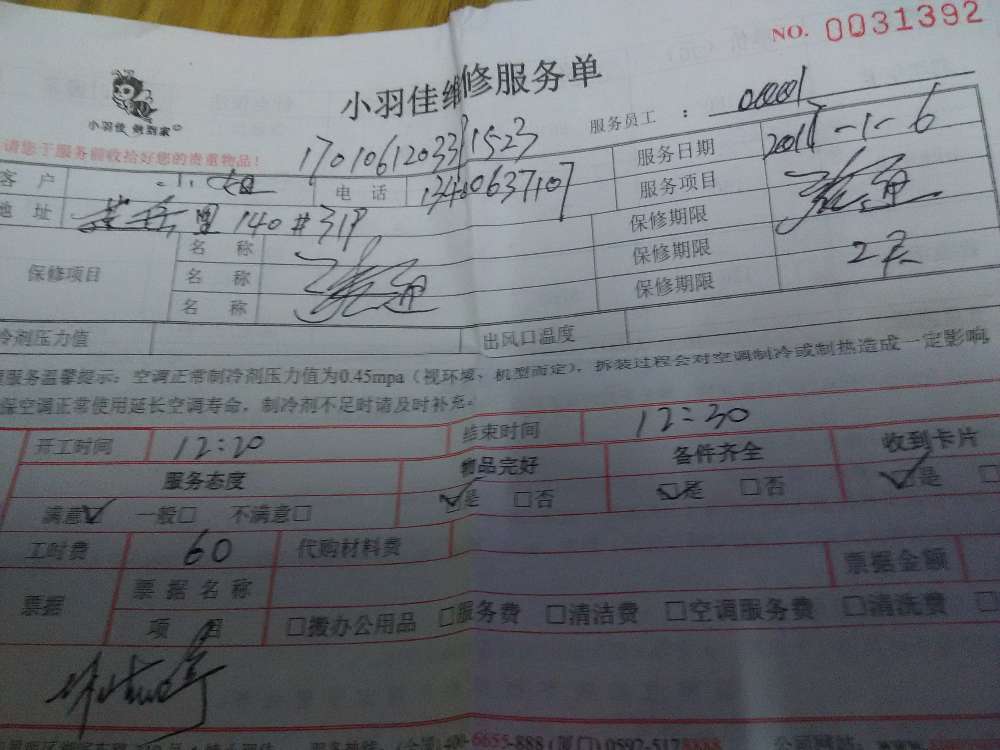 NO. 0031392
小羽佳维修服务单
小羽佳 做到家
服务员工 : 00001
请您于服务前收拾好您的贵重物品!
170106120331523
服务日期 -1-6
客 户 电 话
服务项目 疏通
地 址 里 140#
保修期限
保修项目
名 称 疏通
保修期限
名 称
保修期限
名 称
冷剂压力值
出风口温度
服务温馨提示:空调正常制冷剂压力值为0.45mpa(视环境、机型而定),拆装过程会对空调制冷或制热造成一定影响
保空调正常使用延长空调寿命,制冷剂不足时请及时补充。
开工时间 12:20 结束时间 12:30
服务态度 物品完好 备件齐全 收到卡片
满意☑ 一般□ 不满意□ ☑是 □否 ☑是 □否 ☑是 □
工时费 60 代购材料费
票据 票据名称 票据金额
项 目 □搬办公用品 □服务费 □清洁费 □空调服务费 □清洗费 □